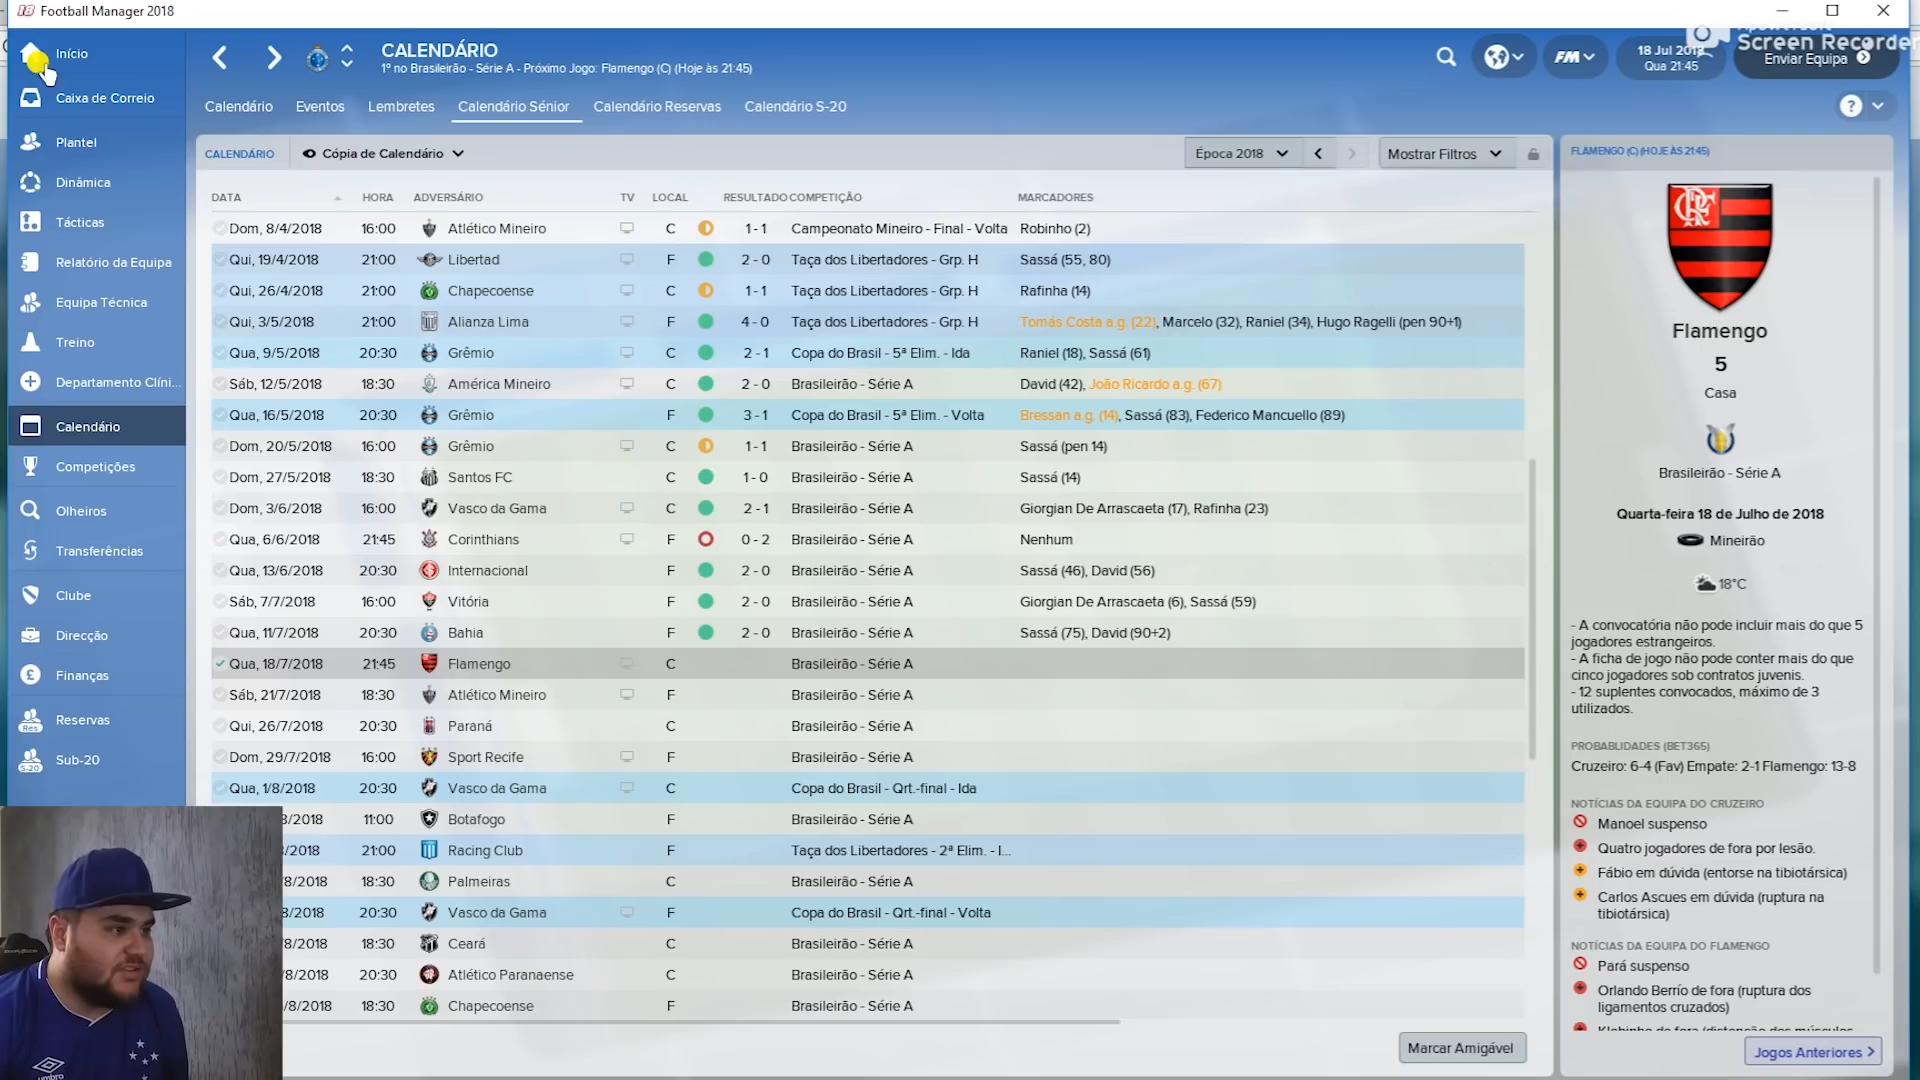 Football Manager 2018
Início
Caixa de Correio
Plantel
Dinâmica
Tácticas
Relatório da Equipa
Equipa Técnica
Treino
Departamento Clíni...
Calendário
Competições
Olheiros
Transferências
Clube
Direcção
Finanças
Reservas
Sub-20
CALENDÁRIO
1º no Brasileirão - Série A - Próximo Jogo: Flamengo (C) (Hoje às 21:45)
FM
18 Jul 2018
Qua 21:45
Screen Recorder
Enviar Equipa
Calendário Eventos Lembretes Calendário Sénior Calendário Reservas Calendário S-20
CALENDÁRIO Cópia de Calendário Época 2018 Mostrar Filtros
DATA HORA ADVERSÁRIO TV LOCAL RESULTADO COMPETIÇÃO MARCADORES
Dom, 8/4/2018 16:00 Atlético Mineiro C 1-1 Campeonato Mineiro - Final - Volta Robinho (2)
Qui, 19/4/2018 21:00 Libertad F 2 - 0 Taça dos Libertadores - Grp. H Sassá (55, 80)
Qui, 26/4/2018 21:00 Chapecoense C 1-1 Taça dos Libertadores - Grp. H Rafinha (14)
Qui, 3/5/2018 21:00 Alianza Lima F 4 - 0 Taça dos Libertadores - Grp. H Tomás Costa a.g. (22), Marcelo (32), Raniel (34), Hugo Ragelli (pen 90+1)
Qua, 9/5/2018 20:30 Grêmio C 2 - 1 Copa do Brasil - 5ª Elim. - Ida Raniel (18), Sassá (61)
Sáb, 12/5/2018 18:30 América Mineiro C 2 - 0 Brasileirão - Série A David (42), João Ricardo a.g. (67)
Qua, 16/5/2018 20:30 Grêmio F 3 - 1 Copa do Brasil - 5ª Elim. - Volta Bressan a.g. (14), Sassá (83), Federico Mancuello (89)
Dom, 20/5/2018 16:00 Grêmio C 1-1 Brasileirão - Série A Sassá (pen 14)
Dom, 27/5/2018 18:30 Santos FC C 1 - 0 Brasileirão - Série A Sassá (14)
Dom, 3/6/2018 16:00 Vasco da Gama C 2 - 1 Brasileirão - Série A Giorgian De Arrascaeta (17), Rafinha (23)
Qua, 6/6/2018 21:45 Corinthians F 0 - 2 Brasileirão - Série A Nenhum
Qua, 13/6/2018 20:30 Internacional F 2 - 0 Brasileirão - Série A Sassá (46), David (56)
Sáb, 7/7/2018 16:00 Vitória F 2 - 0 Brasileirão - Série A Giorgian De Arrascaeta (6), Sassá (59)
Qua, 11/7/2018 20:30 Bahia F 2 - 0 Brasileirão - Série A Sassá (75), David (90+2)
Qua, 18/7/2018 21:45 Flamengo C Brasileirão - Série A
Sáb, 21/7/2018 18:30 Atlético Mineiro F Brasileirão - Série A
Qui, 26/7/2018 20:30 Paraná C Brasileirão - Série A
Dom, 29/7/2018 16:00 Sport Recife F Brasileirão - Série A
Qua, 1/8/2018 20:30 Vasco da Gama C Copa do Brasil - Qrt.-final - Ida
/2018 11:00 Botafogo F Brasileirão - Série A
/2018 21:00 Racing Club F Taça dos Libertadores - 2ª Elim. - I...
/8/2018 18:30 Palmeiras C Brasileirão - Série A
/2018 20:30 Vasco da Gama F Copa do Brasil - Qrt.-final - Volta
/8/2018 18:30 Ceará C Brasileirão - Série A
/8/2018 20:30 Atlético Paranaense C Brasileirão - Série A
/8/2018 18:30 Chapecoense F Brasileirão - Série A
Marcar Amigável
FLAMENGO (C) (HOJE ÀS 21:45)
Flamengo
5
Casa
Brasileirão - Série A
Quarta-feira 18 de Julho de 2018
Mineirão
18°C
- A convocatória não pode incluir mais do que 5
jogadores estrangeiros.
- A ficha de jogo não pode conter mais do que
cinco jogadores sob contratos juvenis.
- 12 suplentes convocados, máximo de 3
utilizados.
PROBABLIDADES (BET365)
Cruzeiro: 6-4 (Fav) Empate: 2-1 Flamengo: 13-8
NOTÍCIAS DA EQUIPA DO CRUZEIRO
Manoel suspenso
Quatro jogadores de fora por lesão.
Fábio em dúvida (entorse na tibiotársica)
Carlos Ascues em dúvida (ruptura na
tibiotársica)
NOTÍCIAS DA EQUIPA DO FLAMENGO
Pará suspenso
Orlando Berrío de fora (ruptura dos
ligamentos cruzados)
Jogos Anteriores
umbro